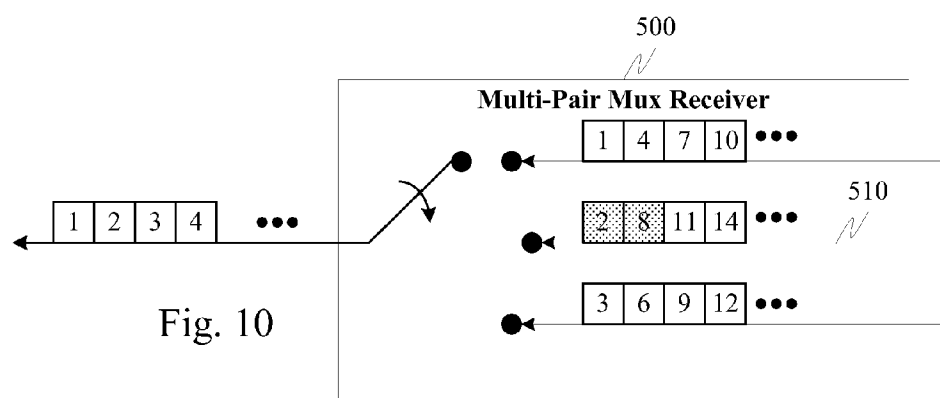 500
Multi-Pair Mux Receiver
1 4 7 10 •••
510
1 2 3 4 •••
2 8 11 14 •••
3 6 9 12 •••
Fig. 10